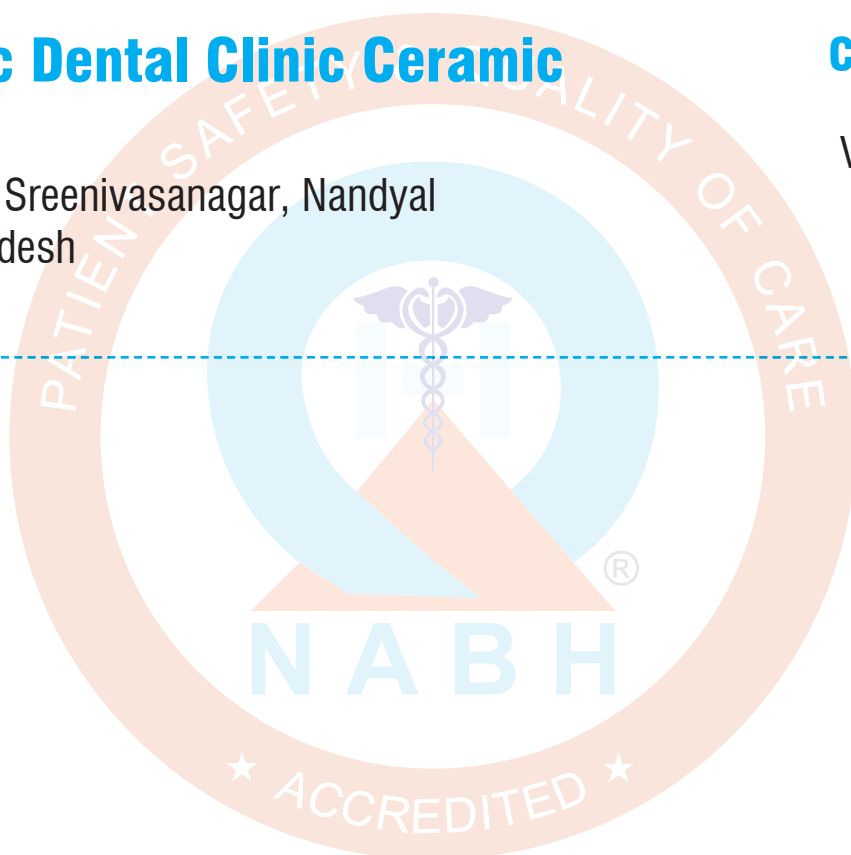 c Dental Clinic Ceramic
C
Sreenivasanagar, Nandyal
desh
PATIENT SAFETY & QUALITY OF CARE
®
NABH
★ ACCREDITED ★